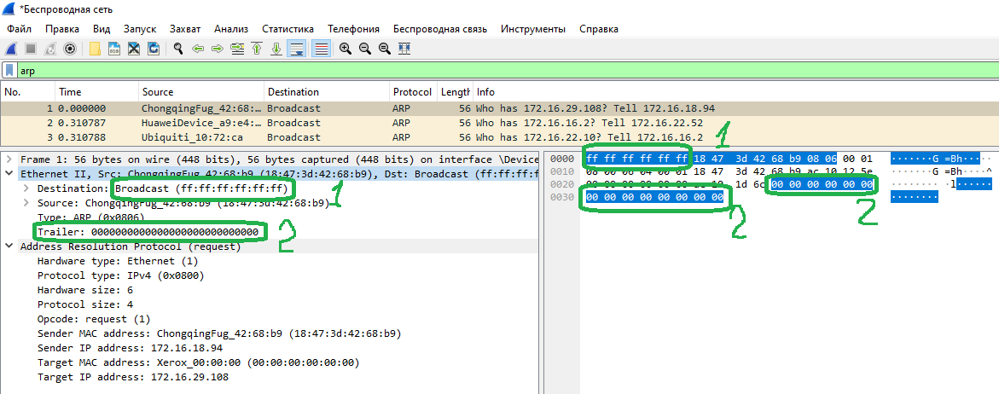 *Беспроводная сеть
Файл Правка Вид Запуск Захват Анализ Статистика Телефония Беспроводная связь Инструменты Справка
arp
No. Time Source Destination Protocol Length Info
1 0.000000 ChongqingFug_42:68:… Broadcast ARP 56 Who has 172.16.29.108? Tell 172.16.18.94
2 0.310787 HuaweiDevice_a9:e4:… Broadcast ARP 56 Who has 172.16.16.2? Tell 172.16.22.52
3 0.310788 Ubiquiti_10:72:ca Broadcast ARP 56 Who has 172.16.22.10? Tell 172.16.16.2
1
Frame 1: 56 bytes on wire (448 bits), 56 bytes captured (448 bits) on interface \Device
Ethernet II, Src: ChongqingFug_42:68:b9 (18:47:3d:42:68:b9), Dst: Broadcast (ff:ff:ff:f
Destination: Broadcast (ff:ff:ff:ff:ff:ff)
1
Source: ChongqingFug_42:68:b9 (18:47:3d:42:68:b9)
Type: ARP (0x0806)
Trailer: 0000000000000000000000000000
2
Address Resolution Protocol (request)
Hardware type: Ethernet (1)
Protocol type: IPv4 (0x0800)
Hardware size: 6
Protocol size: 4
Opcode: request (1)
Sender MAC address: ChongqingFug_42:68:b9 (18:47:3d:42:68:b9)
Sender IP address: 172.16.18.94
Target MAC address: Xerox_00:00:00 (00:00:00:00:00:00)
Target IP address: 172.16.29.108
0000 ff ff ff ff ff ff 18 47 3d 42 68 b9 08 06 00 01 ·······G =Bh·····
0010 08 00 06 04 00 01 18 47 3d 42 68 b9 ac 10 12 5e ·······G =Bh····^
0020 00 00 00 00 00 00 ac 10 1d 6c 00 00 00 00 00 00 ········ ·l······
0030 00 00 00 00 00 00 00 00 ········
2
2